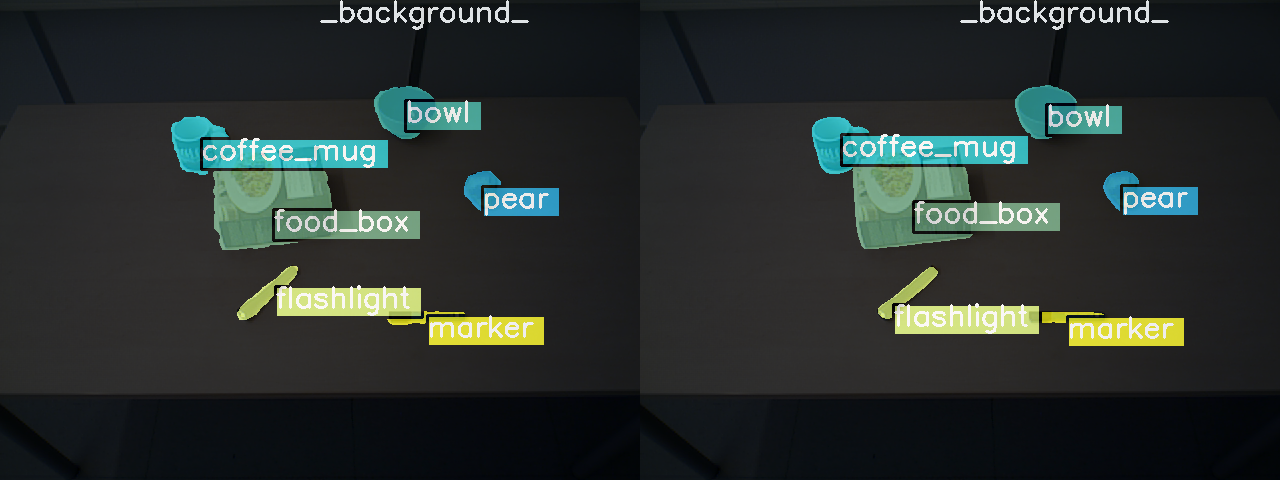 _background_
_background_
bowl
bowl
coffee_mug
coffee_mug
pear
pear
food_box
food_box
flashlight
flashlight
marker
marker